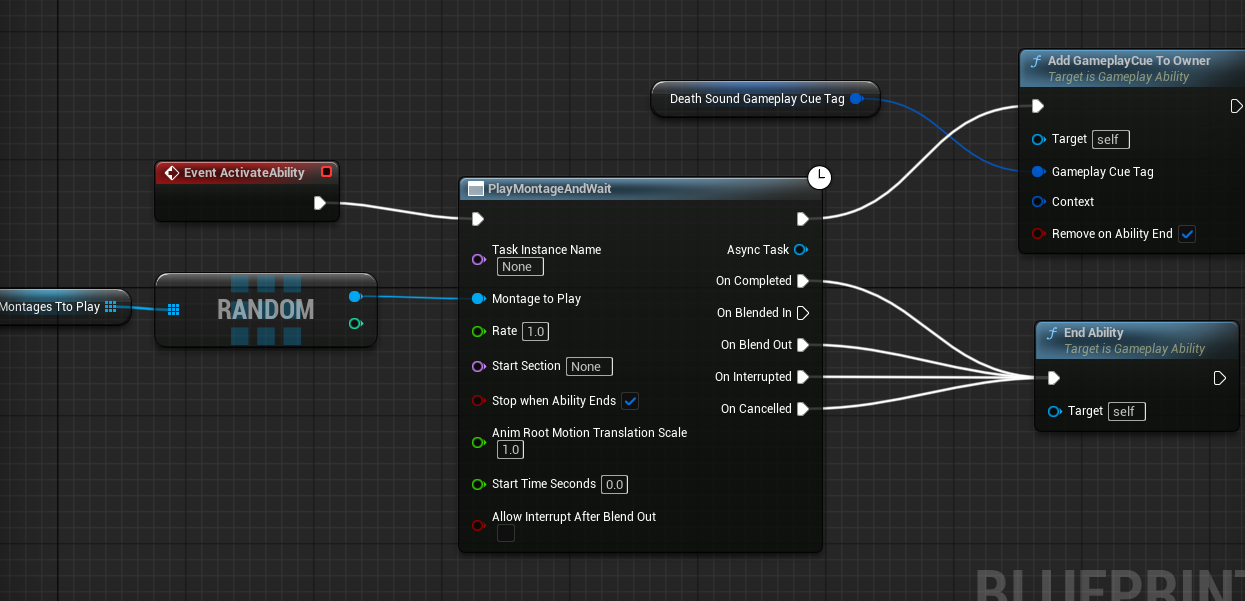 Add GameplayCue To Owner
Target is Gameplay Ability
Death Sound Gameplay Cue Tag
Target self
Gameplay Cue Tag
Context
Remove on Ability End
Event ActivateAbility
PlayMontageAndWait
Task Instance Name
None
Montage to Play
Rate 1.0
Start Section None
Stop when Ability Ends
Anim Root Motion Translation Scale
1.0
Start Time Seconds 0.0
Allow Interrupt After Blend Out
Async Task
On Completed
On Blended In
On Blend Out
On Interrupted
On Cancelled
Montages Tto Play
RANDOM
End Ability
Target is Gameplay Ability
Target self
BLUEPRINT